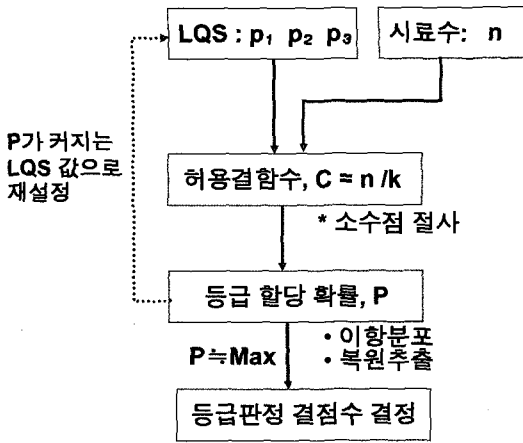 LQS : p₁ p₂ p₃
시료수: n
P가 커지는
LQS 값으로
재설정
허용결함수, C = n /k
* 소수점 절사
등급 할당 확률, P
P≒Max
• 이항분포
• 복원추출
등급판정 결점수 결정